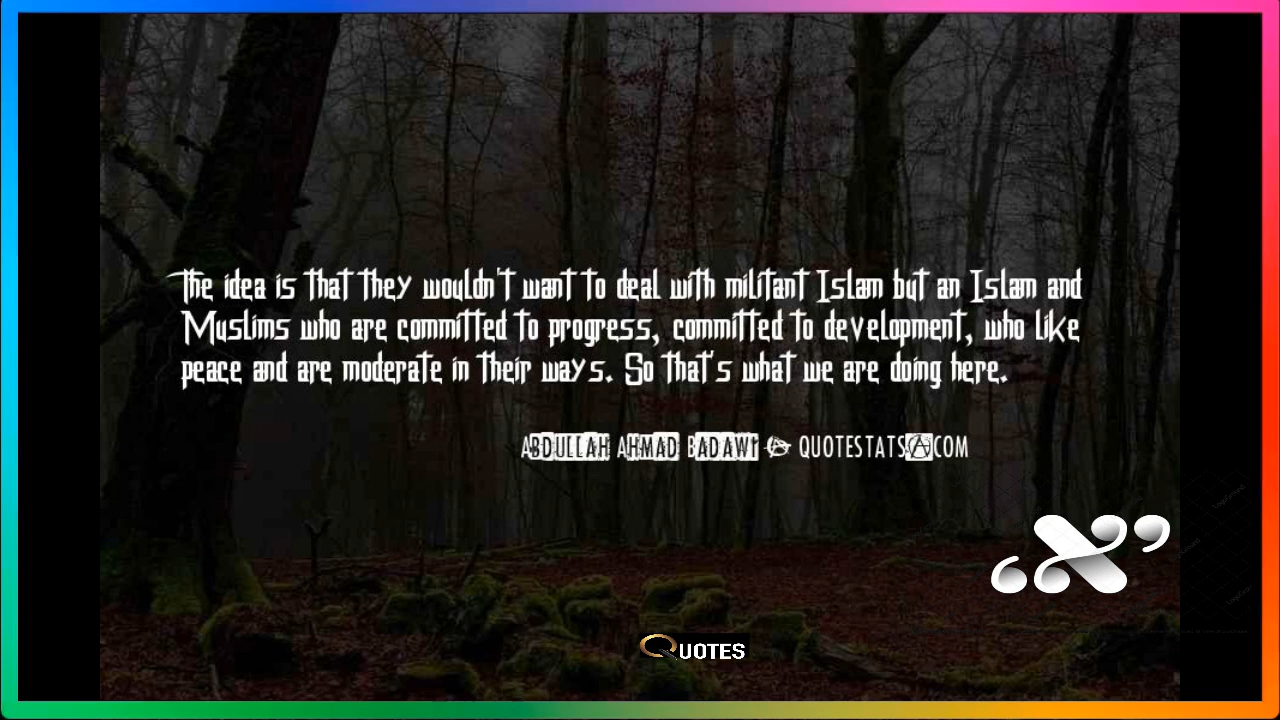 The idea is that they wouldn't want to deal with militant Islam but an Islam and
Muslims who are committed to progress, committed to development, who like
peace and are moderate in their ways. So that's what we are doing here.
ABDULLAH AHMAD BADAWI QUOTESTATS.COM
QUOTES